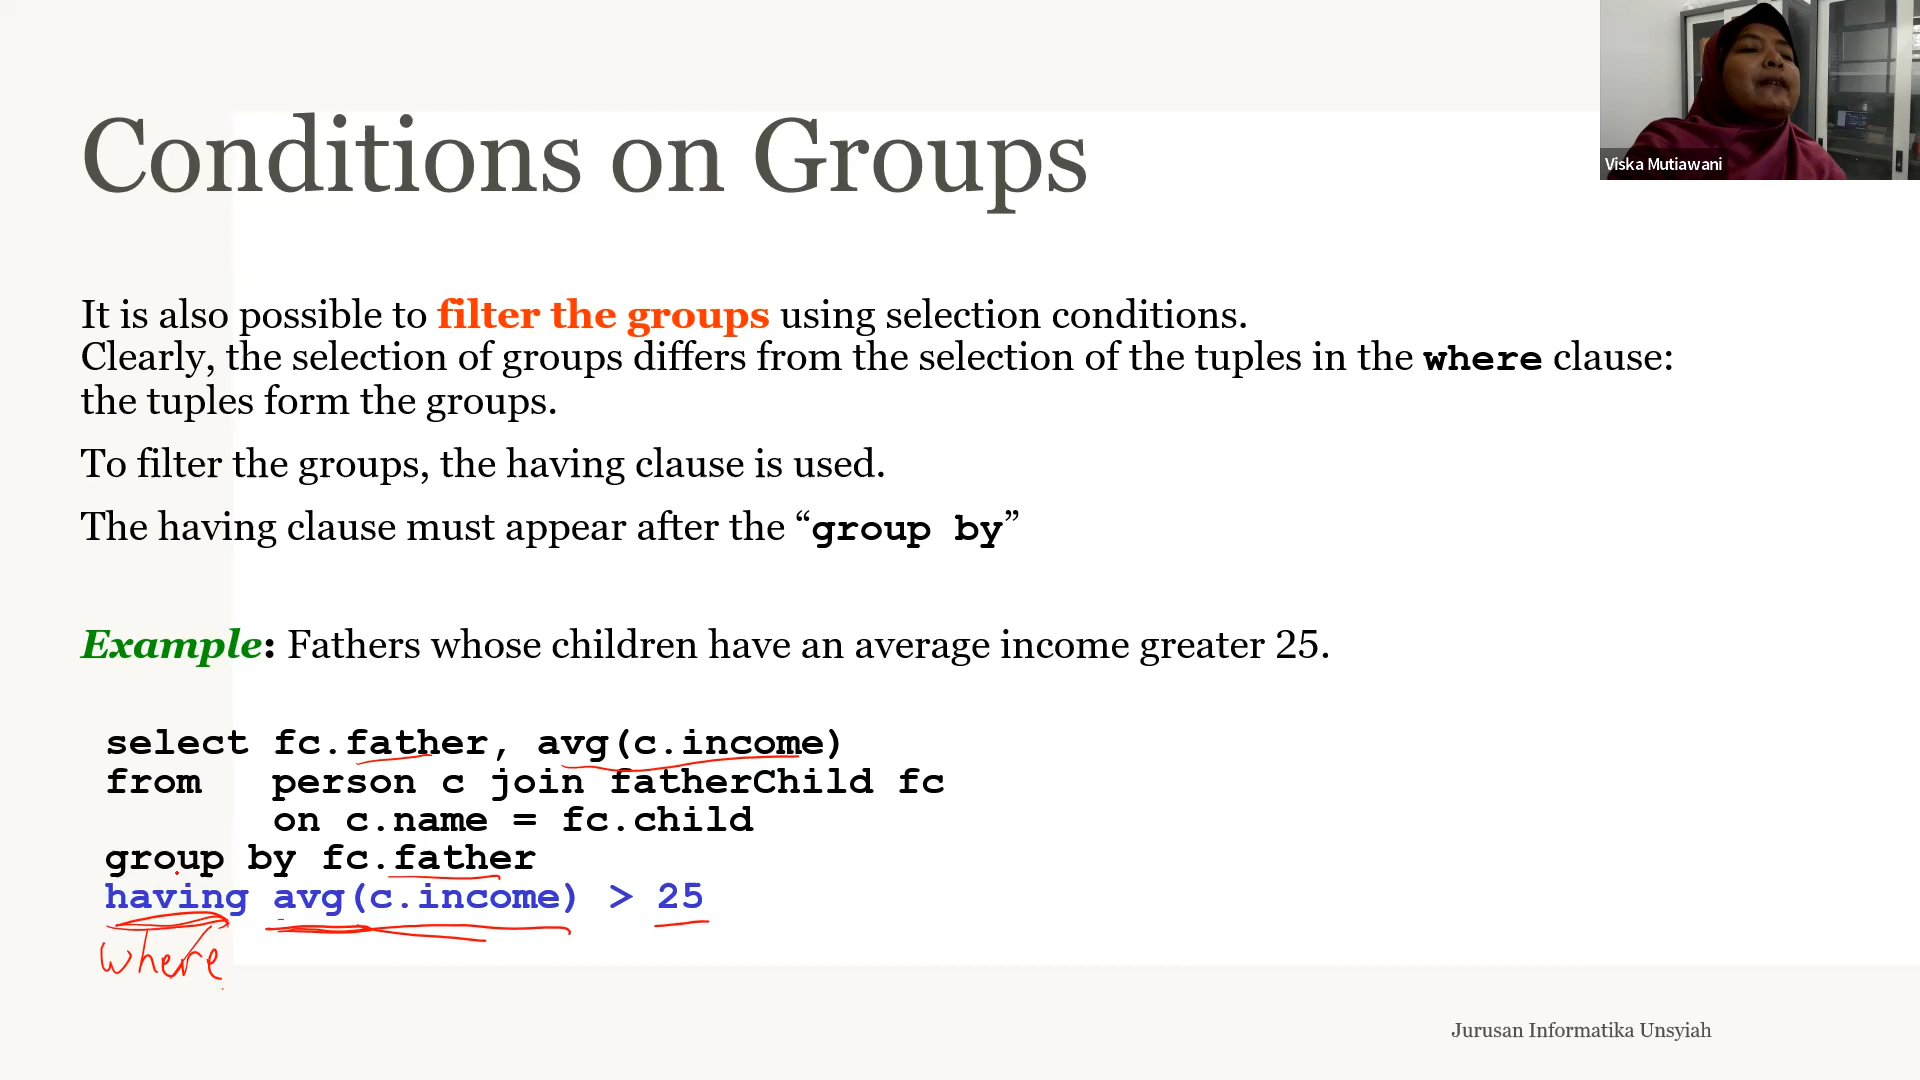 Viska Mutiawani
Conditions on Groups
It is also possible to filter the groups using selection conditions.
Clearly, the selection of groups differs from the selection of the tuples in the where clause:
the tuples form the groups.
To filter the groups, the having clause is used.
The having clause must appear after the “group by”
Example: Fathers whose children have an average income greater 25.
select fc.father, avg(c.income)
from person c join fatherChild fc
on c.name = fc.child
group by fc.father
having avg(c.income) > 25
where
Jurusan Informatika Unsyiah